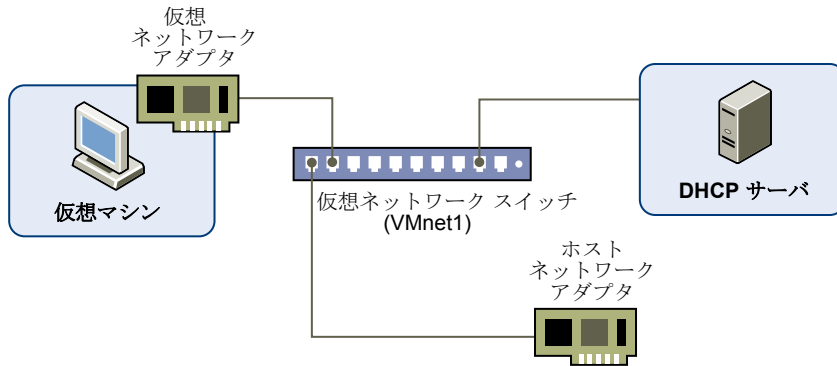 仮想
ネットワーク
アダプタ
仮想マシン
仮想ネットワーク スイッチ
(VMnet1)
DHCP サーバ
ホスト
ネットワーク
アダプタ